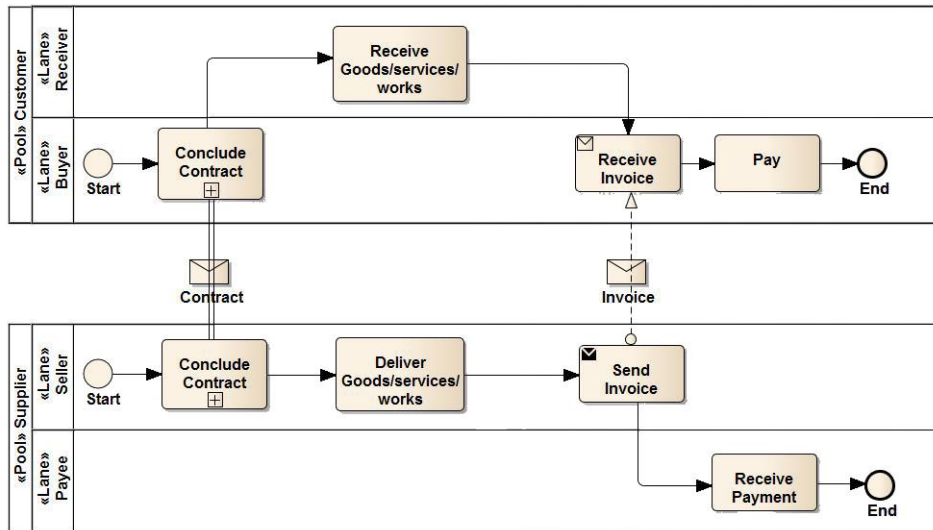 «Pool» Customer
«Lane»
Receiver
Receive
Goods/services/
works
«Lane»
Buyer
Start
Conclude
Contract
Receive
Invoice
Pay
End
Contract
Invoice
«Pool» Supplier
«Lane»
Seller
Start
Conclude
Contract
Deliver
Goods/services/
works
Send
Invoice
«Lane»
Payee
Receive
Payment
End